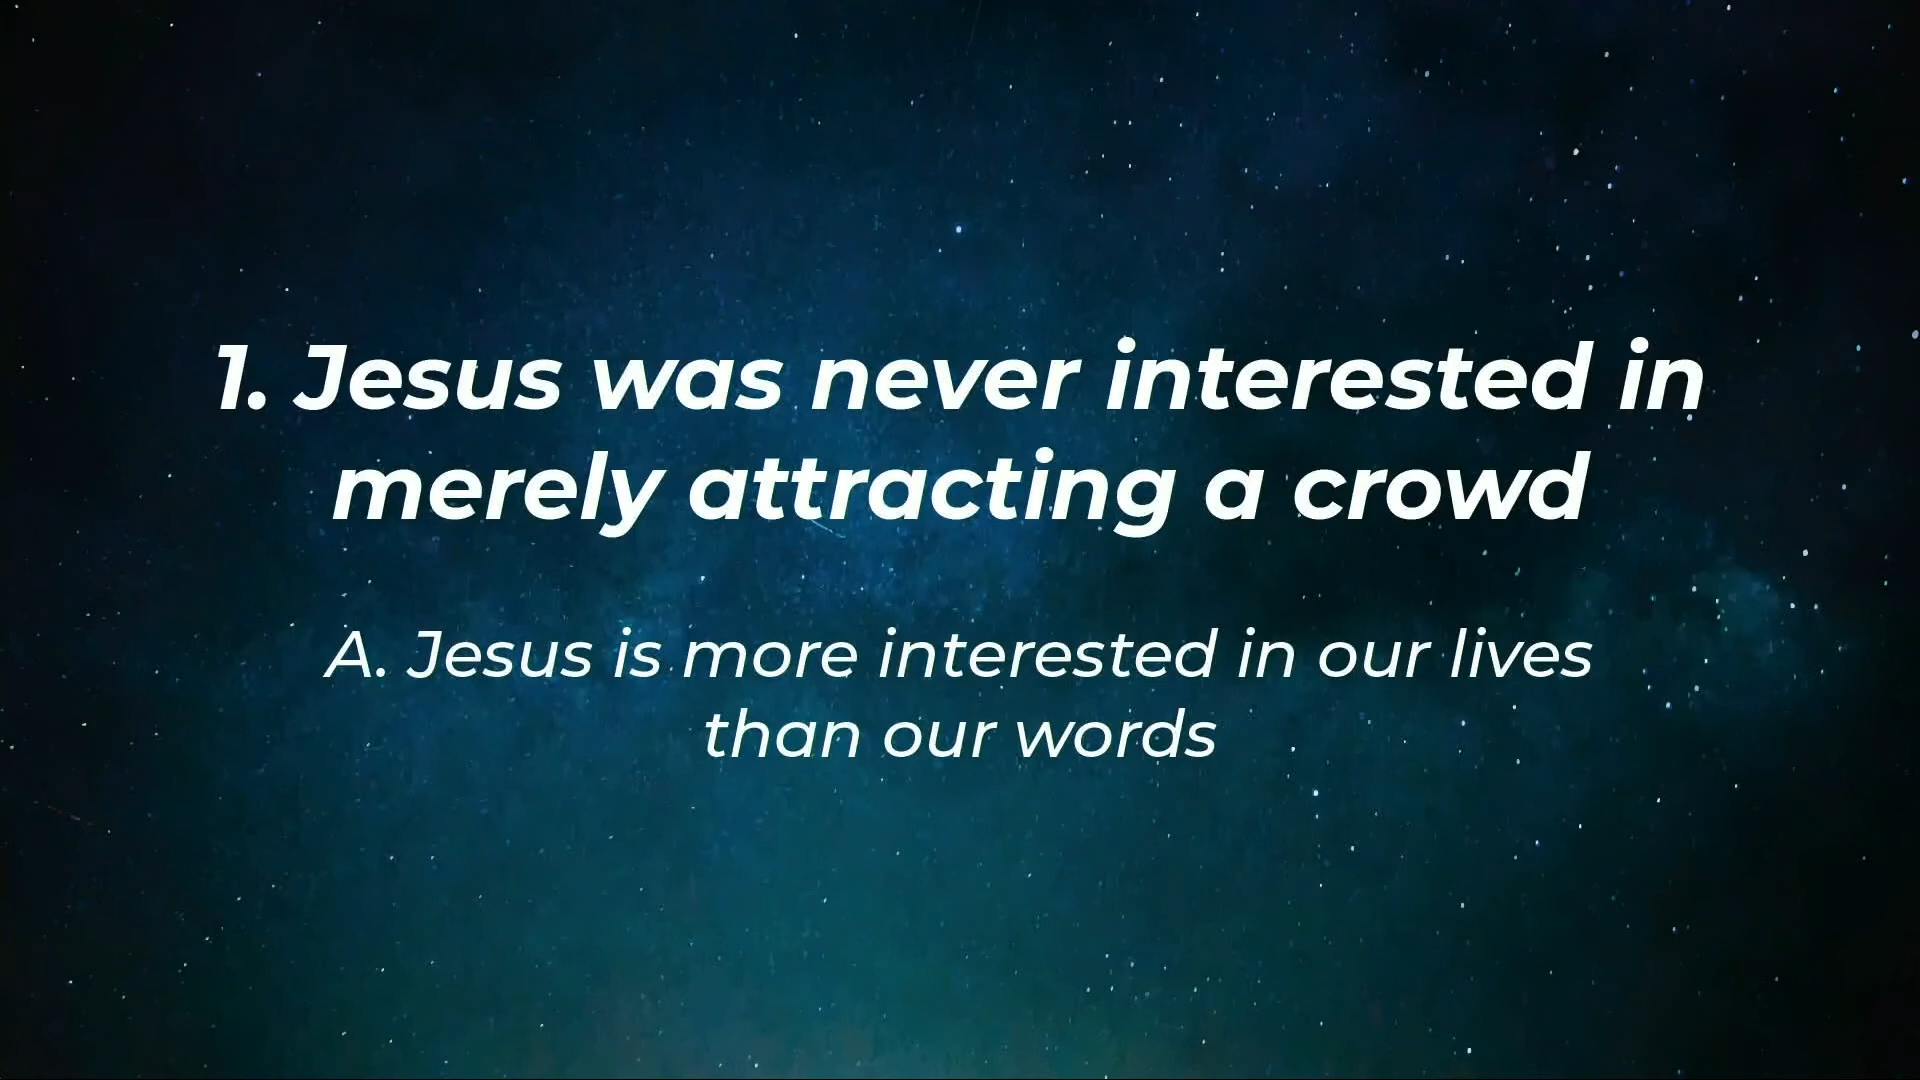 1. Jesus was never interested in
merely attracting a crowd
A. Jesus is more interested in our lives
than our words